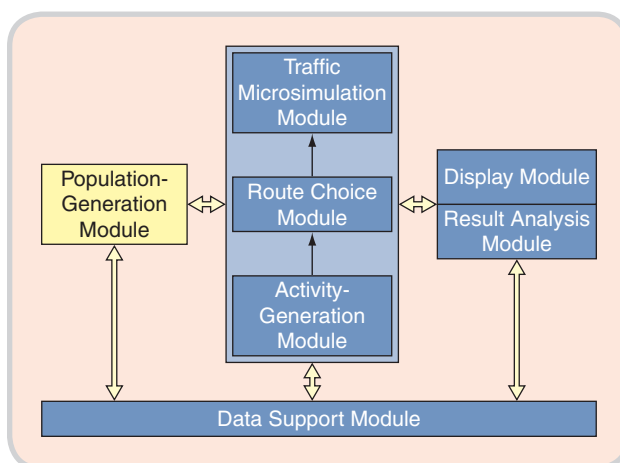 Traffic
Microsimulation
Module
Population-
Generation
Module
Route Choice
Module
Display Module
Result Analysis
Module
Activity-
Generation
Module
Data Support Module